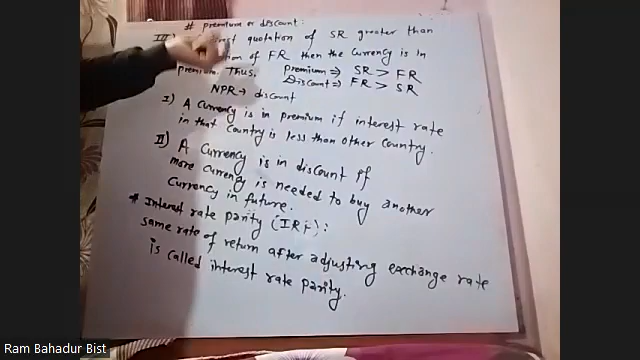 # premium or discount:
III) quotation of SR greater than
of FR then the currency is in
premium. Thus, premium ⇒ SR > FR
Discount ⇒ FR > SR
NPR → discount
I) A currency is in premium if interest rate
in that country is less than other country.
II) A currency is in discount if
more currency is needed to buy another
currency in future.
# Interest rate parity (IRP):
same rate of return after adjusting exchange rate
is called interest rate parity.
Ram Bahadur Bist